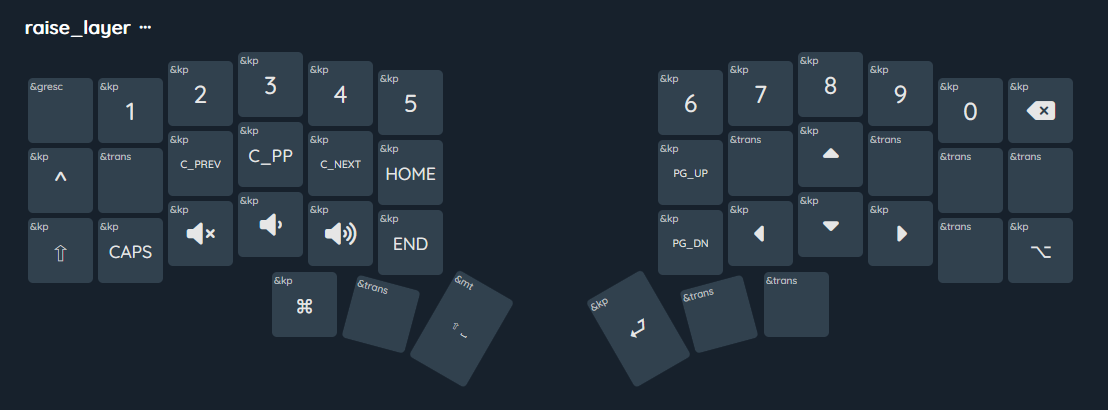 raise_layer ···
&gresc &kp 1 &kp 2 &kp 3 &kp 4 &kp 5 &kp 6 &kp 7 &kp 8 &kp 9 &kp 0 &kp
&kp ^ &trans &kp C_PREV &kp C_PP &kp C_NEXT &kp HOME &kp PG_UP &trans &kp &trans &trans &trans
&kp ⇧ &kp CAPS &kp &kp &kp &kp END &kp PG_DN &kp &kp &kp &trans &kp ⌥
&kp ⌘ &trans &mt ⇧ ⎵ &kp &trans &trans